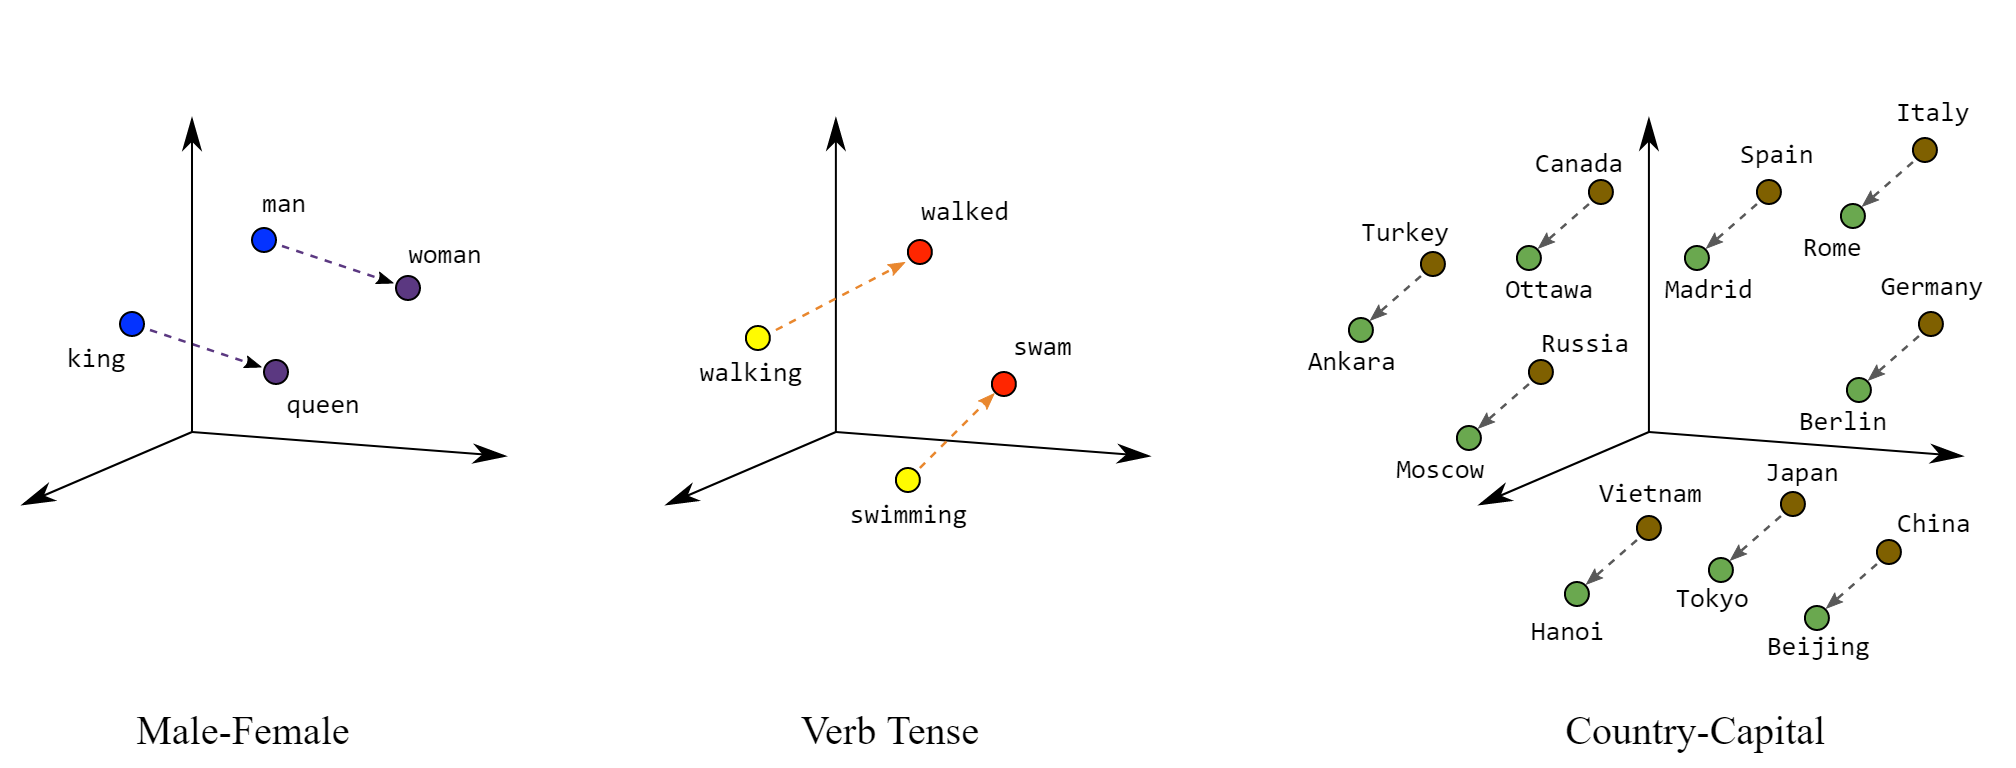 man
woman
king
queen
Male-Female
walked
walking
swam
swimming
Verb Tense
Italy
Spain
Canada
Rome
Turkey
Ottawa
Madrid
Germany
Ankara
Russia
Berlin
Moscow
Japan
Vietnam
China
Tokyo
Hanoi
Beijing
Country-Capital